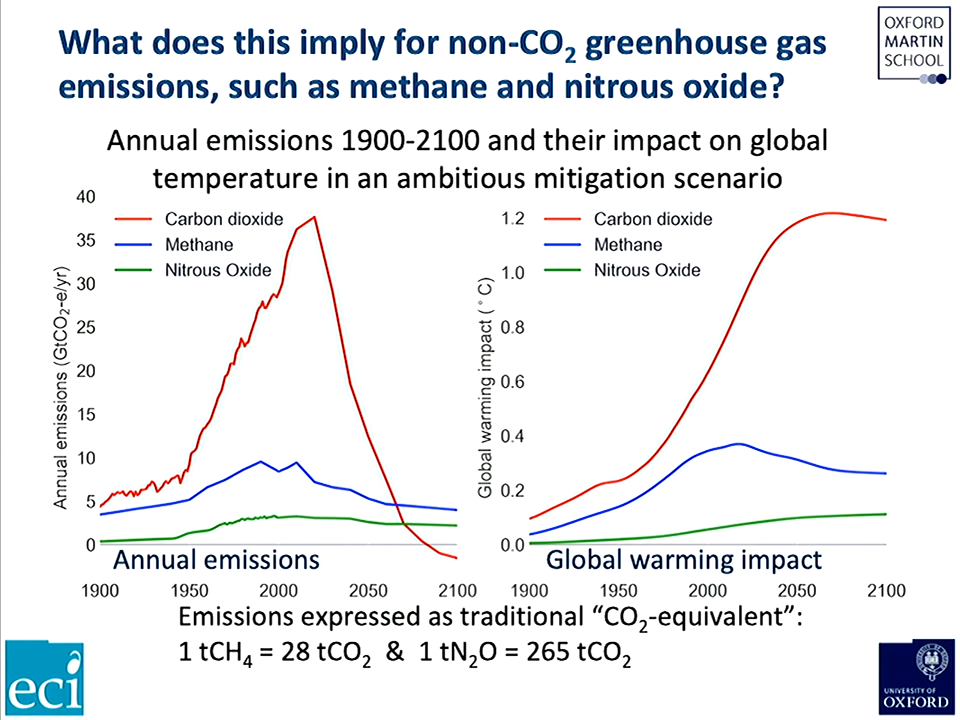 What does this imply for non-CO₂ greenhouse gas
emissions, such as methane and nitrous oxide?
OXFORD
MARTIN
SCHOOL
Annual emissions 1900-2100 and their impact on global
temperature in an ambitious mitigation scenario
Annual emissions (GtCO₂-e/yr)
40
35
30
25
20
15
10
5
0
Carbon dioxide
Methane
Nitrous Oxide
Annual emissions
1900
1950
2000
2050
2100
Global warming impact (°C)
1.2
1.0
0.8
0.6
0.4
0.2
0.0
Carbon dioxide
Methane
Nitrous Oxide
Global warming impact
1900
1950
2000
2050
2100
Emissions expressed as traditional “CO₂-equivalent”:
1 tCH₄ = 28 tCO₂ & 1 tN₂O = 265 tCO₂
eci
UNIVERSITY OF
OXFORD